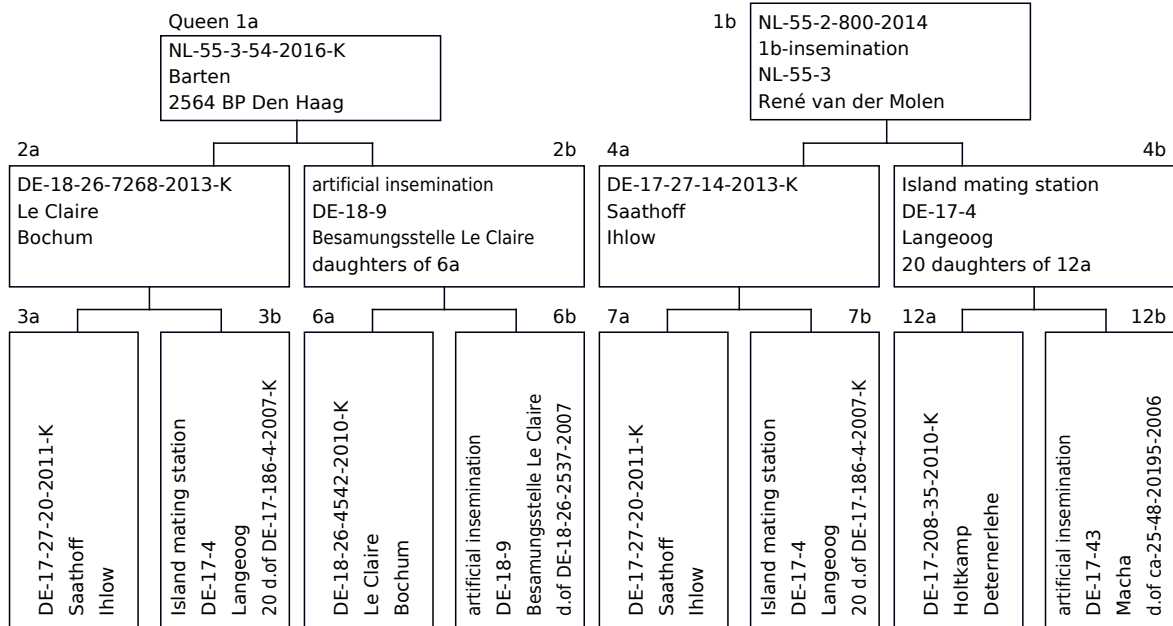 Queen 1a
NL-55-3-54-2016-K
Barten
2564 BP Den Haag
1b
NL-55-2-800-2014
1b-insemination
NL-55-3
René van der Molen
2a
DE-18-26-7268-2013-K
Le Claire
Bochum
2b
artificial insemination
DE-18-9
Besamungsstelle Le Claire
daughters of 6a
4a
DE-17-27-14-2013-K
Saathoff
Ihlow
4b
Island mating station
DE-17-4
Langeoog
20 daughters of 12a
3a
DE-17-27-20-2011-K
Saathoff
Ihlow
3b
Island mating station
DE-17-4
Langeoog
20 d.of DE-17-186-4-2007-K
6a
DE-18-26-4542-2010-K
Le Claire
Bochum
6b
artificial insemination
DE-18-9
Besamungsstelle Le Claire
d.of DE-18-26-2537-2007
7a
DE-17-27-20-2011-K
Saathoff
Ihlow
7b
Island mating station
DE-17-4
Langeoog
20 d.of DE-17-186-4-2007-K
12a
DE-17-208-35-2010-K
Holtkamp
Deternerlehe
12b
artificial insemination
DE-17-43
Macha
d.of ca-25-48-20195-2006